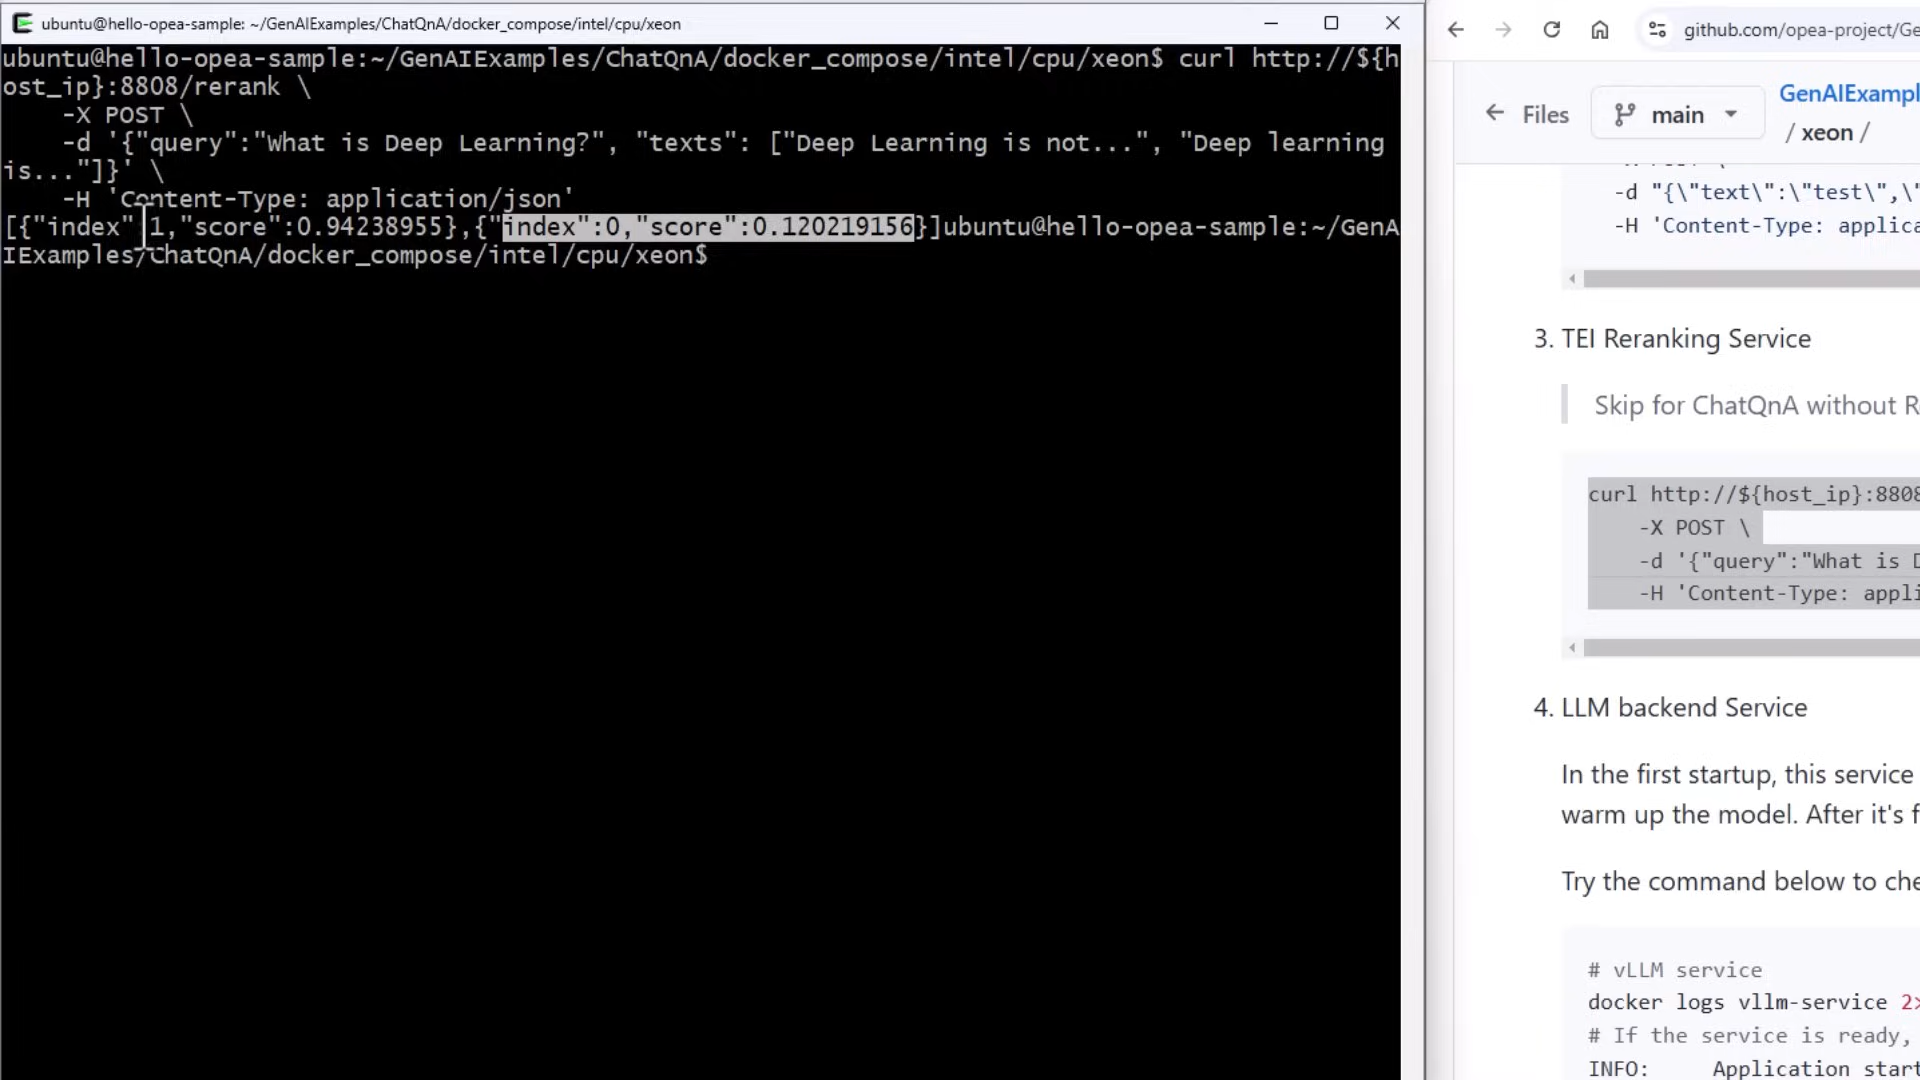 ubuntu@hello-opea-sample: ~/GenAIExamples/ChatQnA/docker_compose/intel/cpu/xeon
ubuntu@hello-opea-sample:~/GenAIExamples/ChatQnA/docker_compose/intel/cpu/xeon$ curl http://${h
ost_ip}:8808/rerank \
-X POST \
-d '{"query":"What is Deep Learning?", "texts": ["Deep Learning is not...", "Deep learning
is..."]}' \
-H 'Content-Type: application/json'
[{"index":1,"score":0.94238955},{"index":0,"score":0.120219156}]ubuntu@hello-opea-sample:~/GenA
IExamples/ChatQnA/docker_compose/intel/cpu/xeon$
github.com/opea-project/Ge
Files
main
GenAIExampl
/ xeon /
-d "{\"text\":\"test\",\"
-H 'Content-Type: applica
3. TEI Reranking Service
Skip for ChatQnA without R
curl http://${host_ip}:8808
-X POST \
-d '{"query":"What is D
-H 'Content-Type: appli
4. LLM backend Service
In the first startup, this service
warm up the model. After it's f
Try the command below to che
# vLLM service
docker logs vllm-service 2>
# If the service is ready,
INFO: Application start